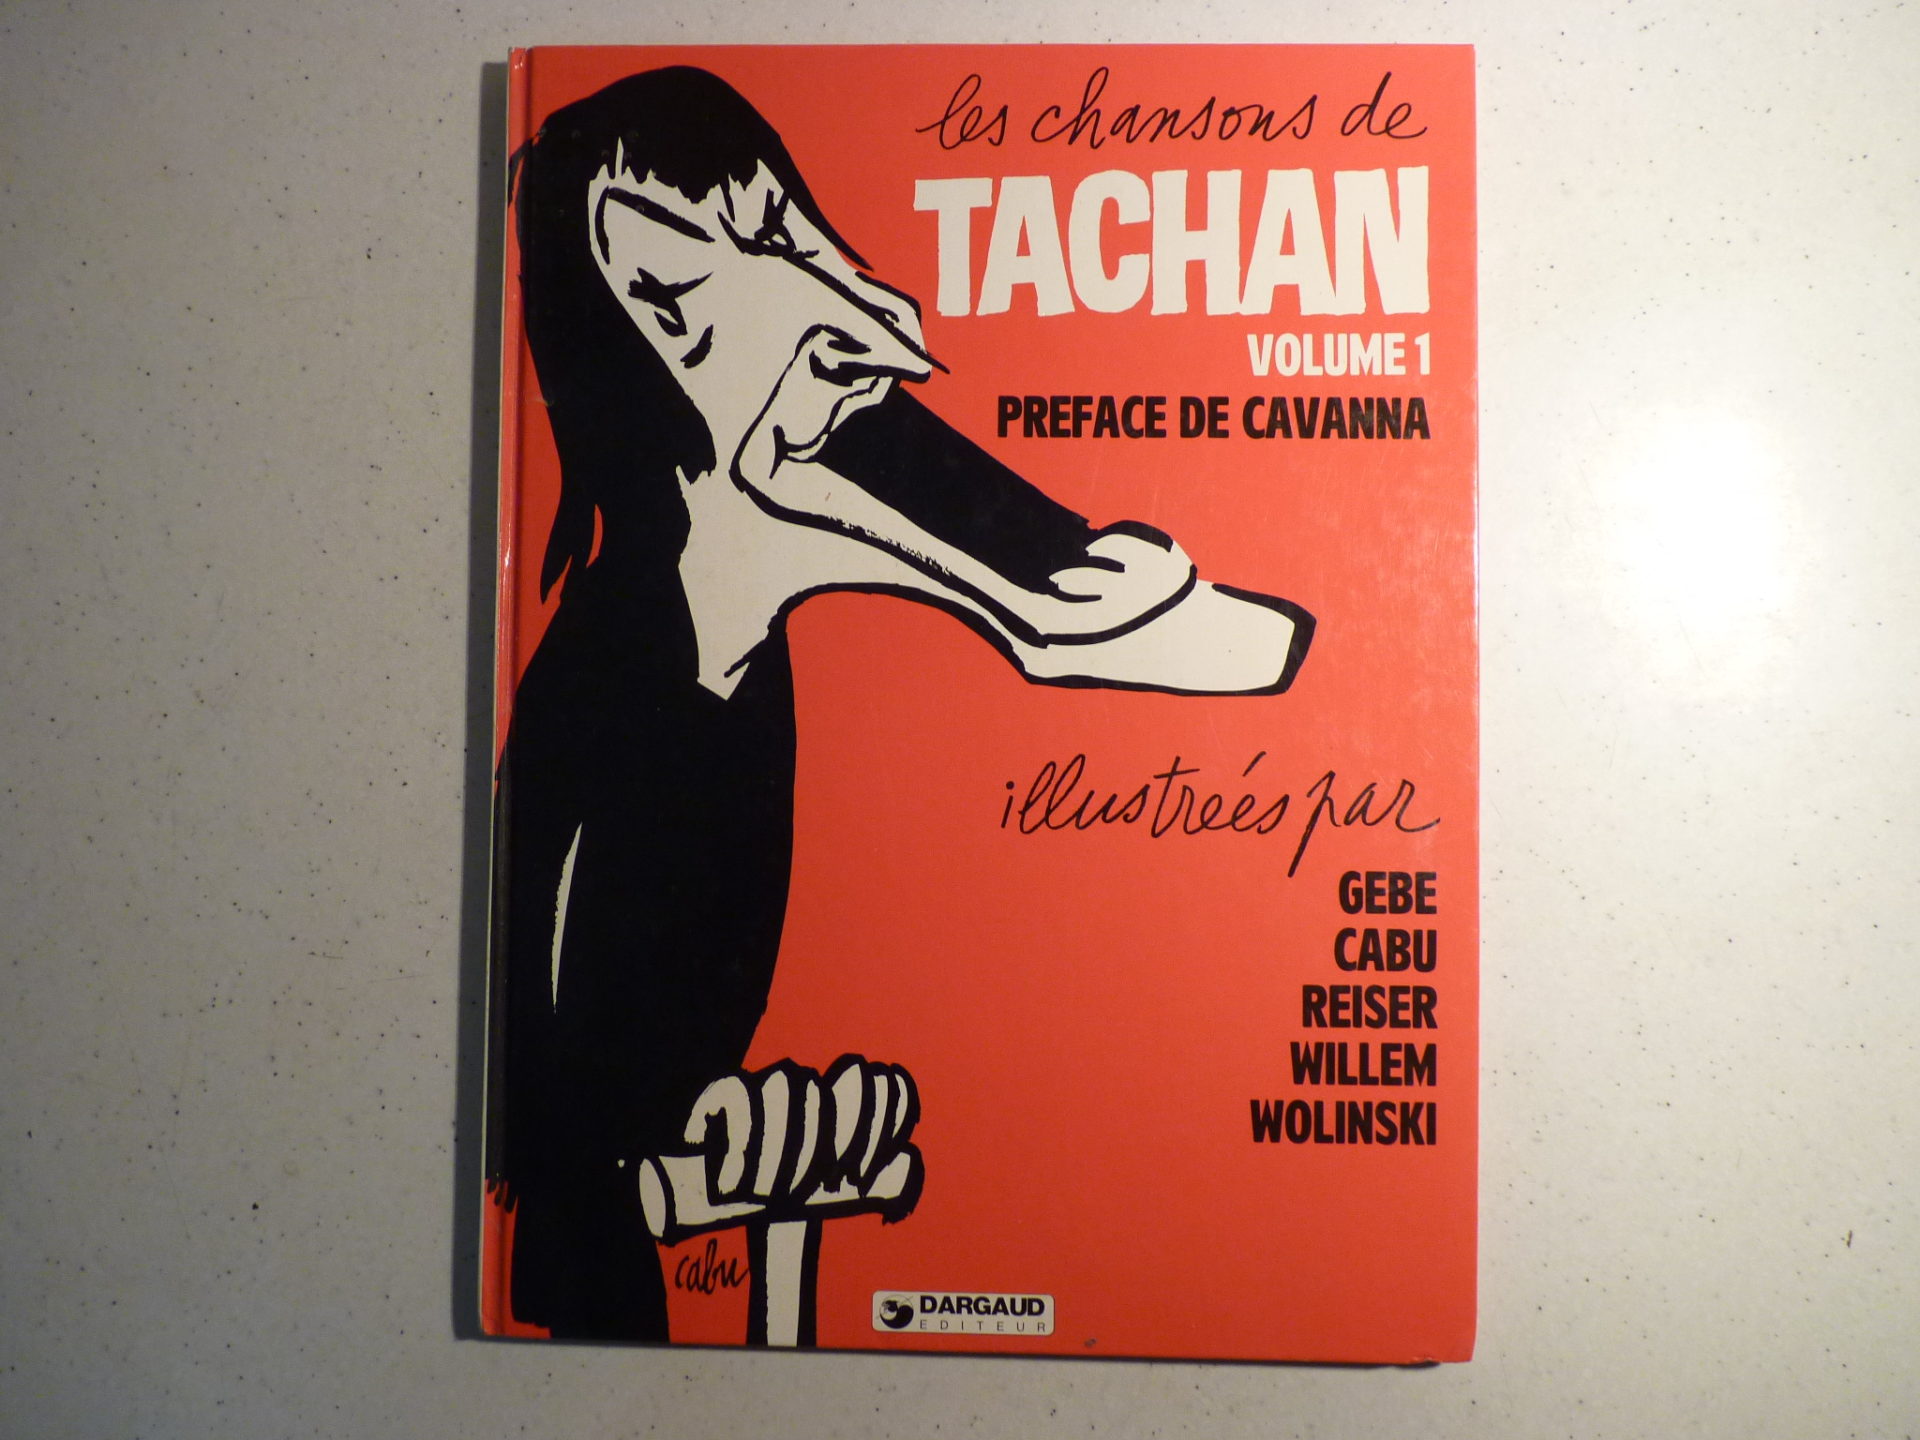 les chansons de
TACHAN
VOLUME 1
PREFACE DE CAVANNA
illustrées par
GEBE
CABU
REISER
WILLEM
WOLINSKI
cabu
DARGAUD
EDITEUR